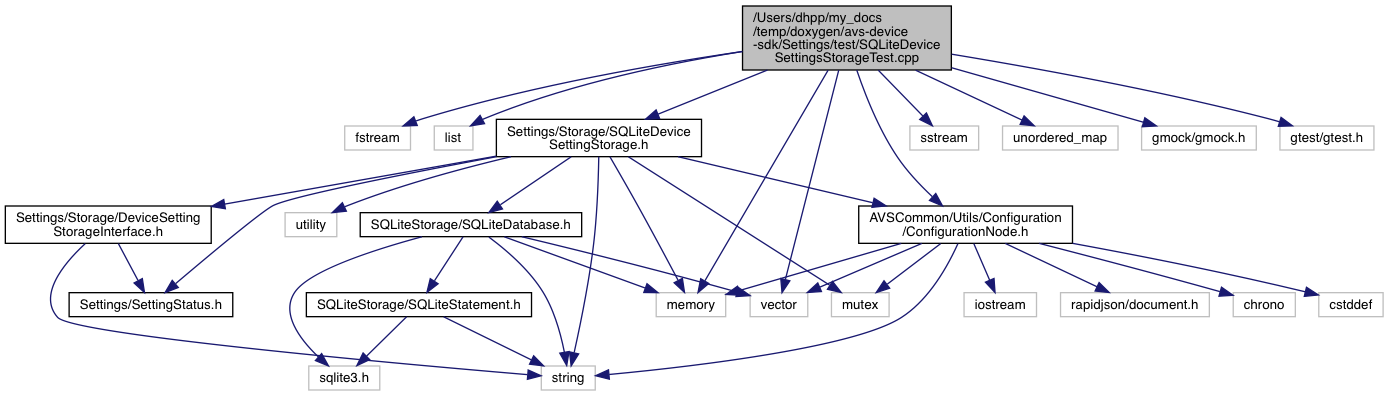 /Users/dhpp/my_docs
/temp/doxygen/avs-device
-sdk/Settings/test/SQLiteDevice
SettingsStorageTest.cpp
fstream
list
Settings/Storage/SQLiteDevice
SettingStorage.h
sstream
unordered_map
gmock/gmock.h
gtest/gtest.h
Settings/Storage/DeviceSetting
StorageInterface.h
utility
SQLiteStorage/SQLiteDatabase.h
AVSCommon/Utils/Configuration
/ConfigurationNode.h
Settings/SettingStatus.h
SQLiteStorage/SQLiteStatement.h
memory
vector
mutex
iostream
rapidjson/document.h
chrono
cstddef
sqlite3.h
string